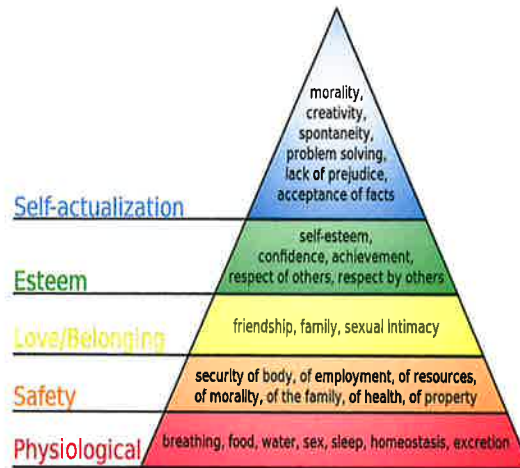 morality,
creativity,
spontaneity,
problem solving,
lack of prejudice,
acceptance of facts
Self-actualization
self-esteem,
confidence, achievement,
respect of others, respect by others
Esteem
friendship, family, sexual intimacy
Love/Belonging
security of body, of employment, of resources,
of morality, of the family, of health, of property
Safety
Physiological
breathing, food, water, sex, sleep, homeostasis, excretion